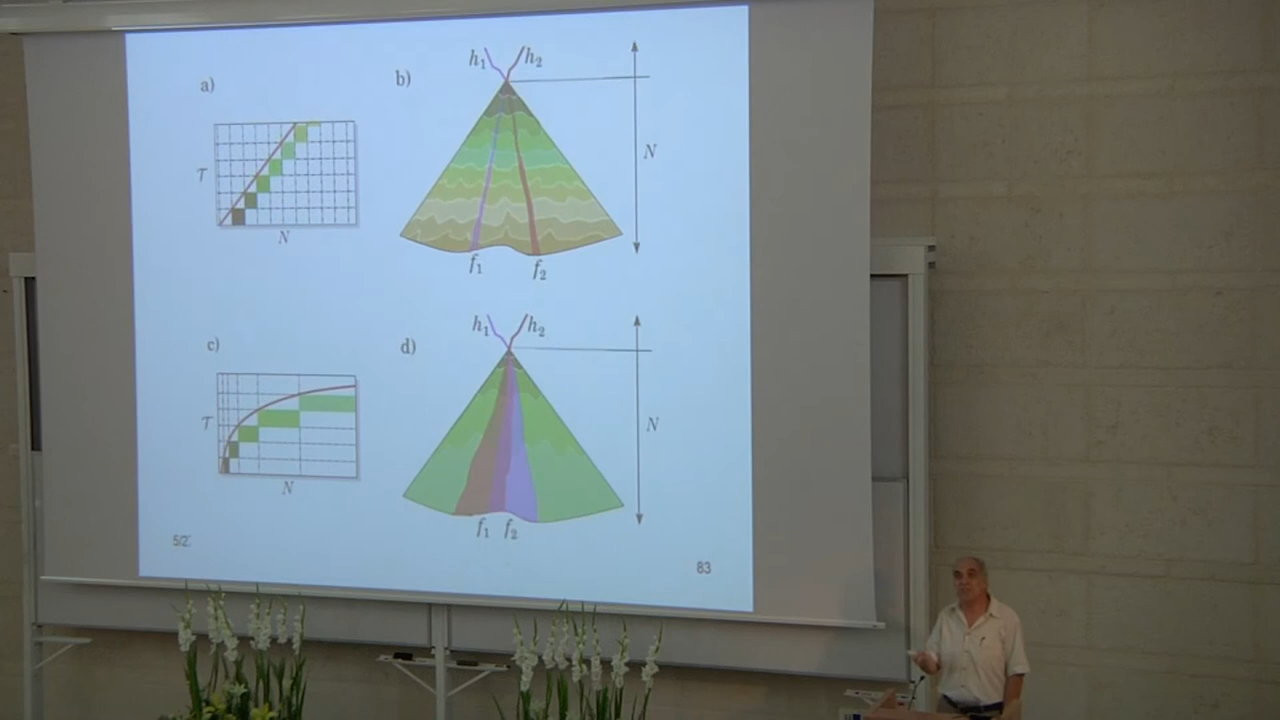 a)
τ
N
b)
h₁ h₂
N
f₁ f₂
c)
τ
N
d)
h₁ h₂
N
f₁ f₂
52
83